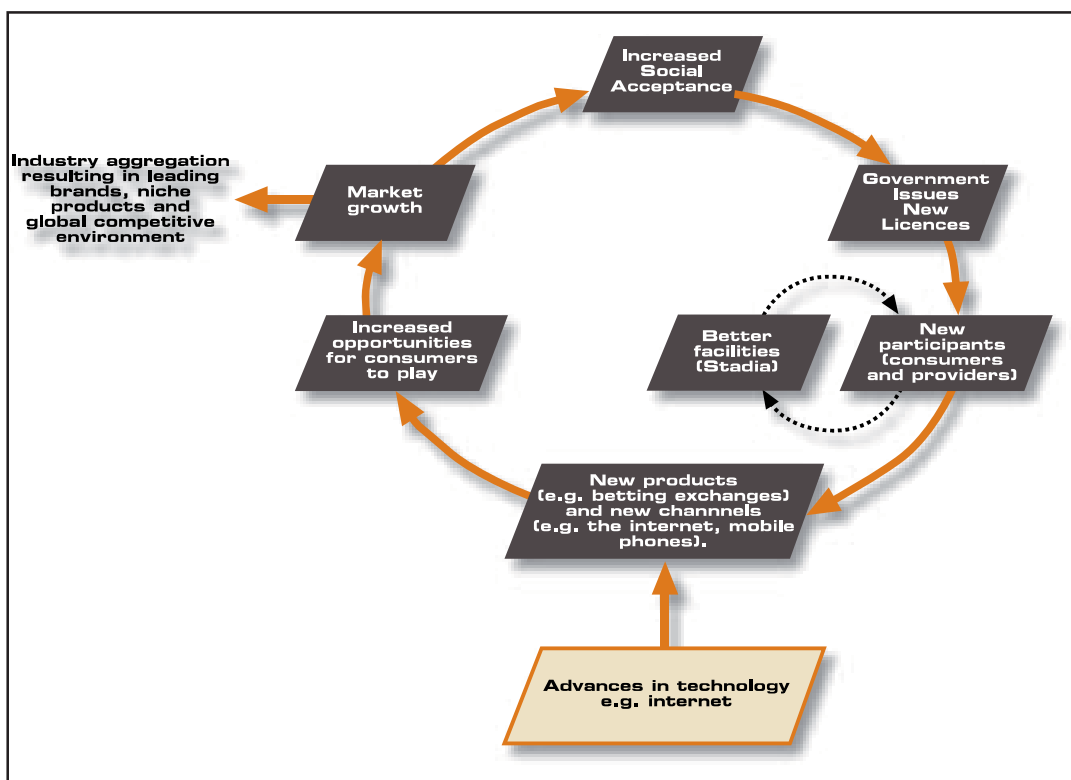 Increased
Social
Acceptance
Government
Issues
New
Licences
New
participants
(consumers
and providers)
Better
facilities
(Stadia)
New products
(e.g. betting exchanges)
and new channnels
(e.g. the internet, mobile
phones).
Advances in technology
e.g. internet
Increased
opportunities
for consumers
to play
Market
growth
Industry aggregation
resulting in leading
brands, niche
products and
global competitive
environment